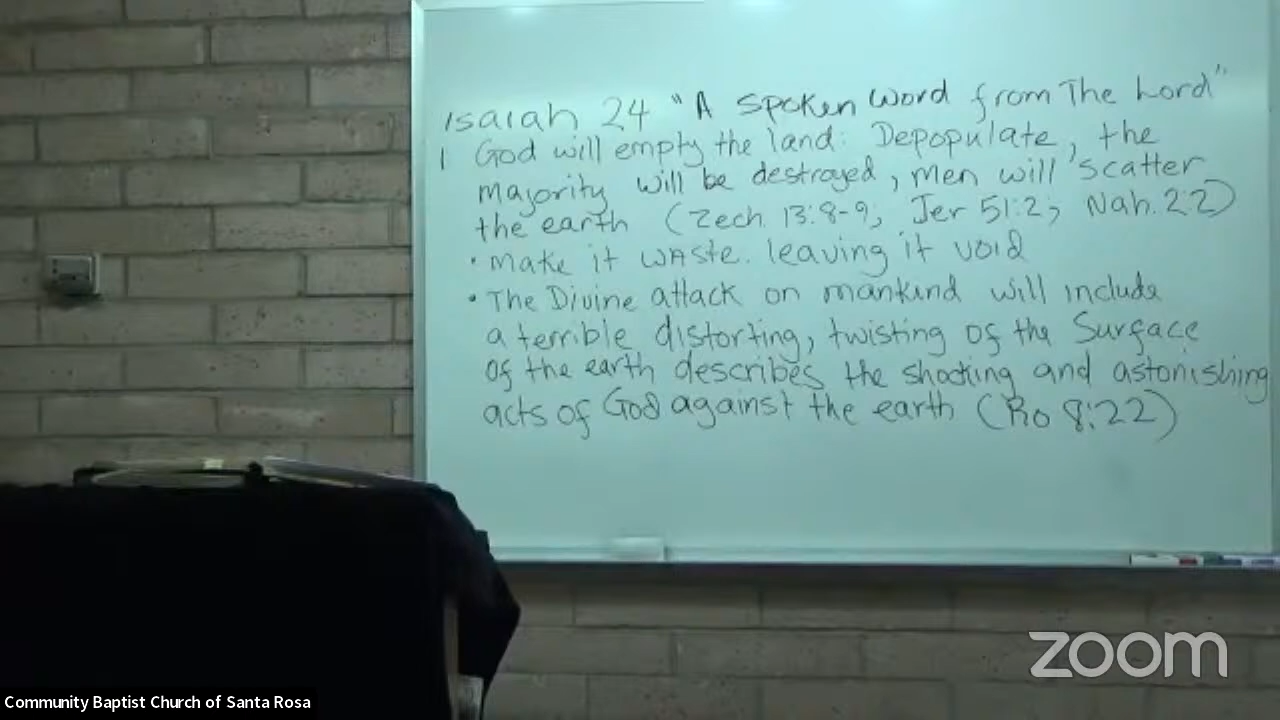 Isaiah 24 "A Spoken Word from The Lord"
1 God will empty the land: Depopulate, the
majority will be destroyed, men will scatter
the earth (Zech. 13:8-9; Jer 51:2; Nah. 2:2)
• make it waste. leaving it void
• The Divine attack on mankind will include
a terrible distorting, twisting of the Surface
of the earth describes the shocking and astonishing
acts of God against the earth (Ro 8:22)
zoom
Community Baptist Church of Santa Rosa